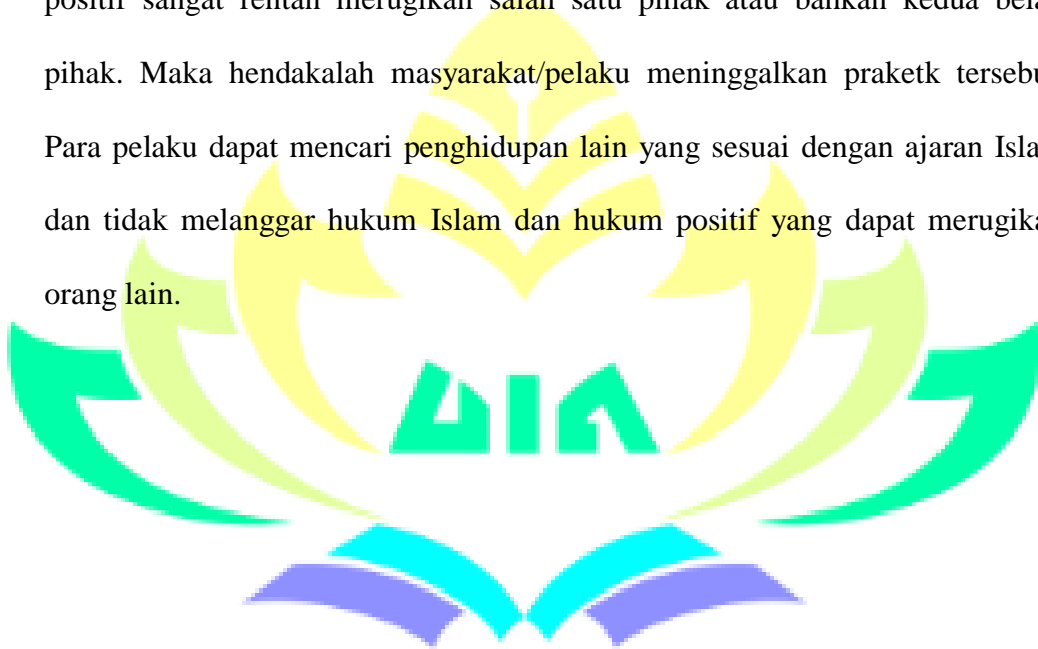 positif sangat rentan merugikan salah satu pihak atau bahkan kedua bela
pihak. Maka hendakalah masyarakat/pelaku meninggalkan praketk tersebu
Para pelaku dapat mencari penghidupan lain yang sesuai dengan ajaran Isla
dan tidak melanggar hukum Islam dan hukum positif yang dapat merugika
orang lain.